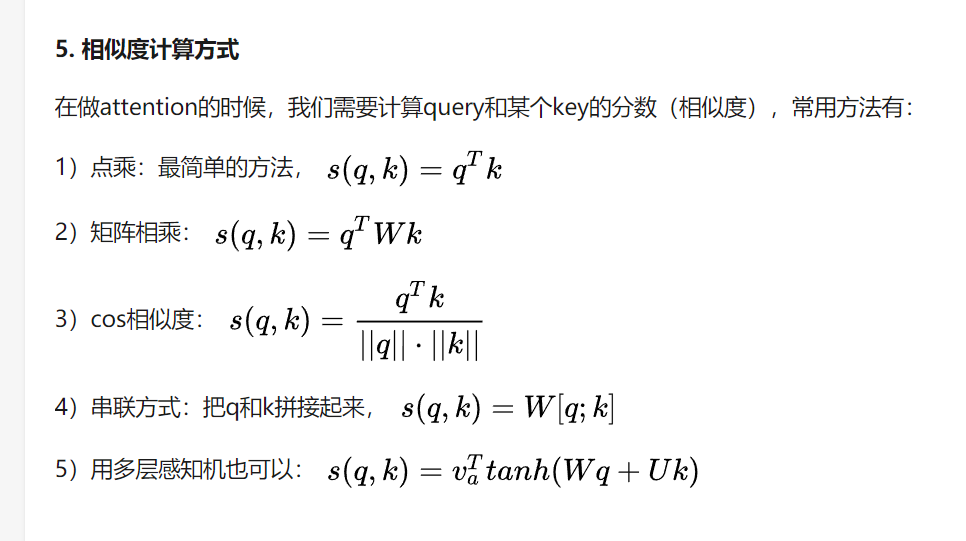 5. 相似度计算方式
在做attention的时候，我们需要计算query和某个key的分数（相似度），常用方法有：
1）点乘：最简单的方法， s(q, k) = q^T k
2）矩阵相乘： s(q, k) = q^T W k
3）cos相似度： s(q, k) = \frac{q^T k}{||q|| \cdot ||k||}
4）串联方式：把q和k拼接起来， s(q, k) = W[q; k]
5）用多层感知机也可以： s(q, k) = v_a^T tanh(Wq + Uk)